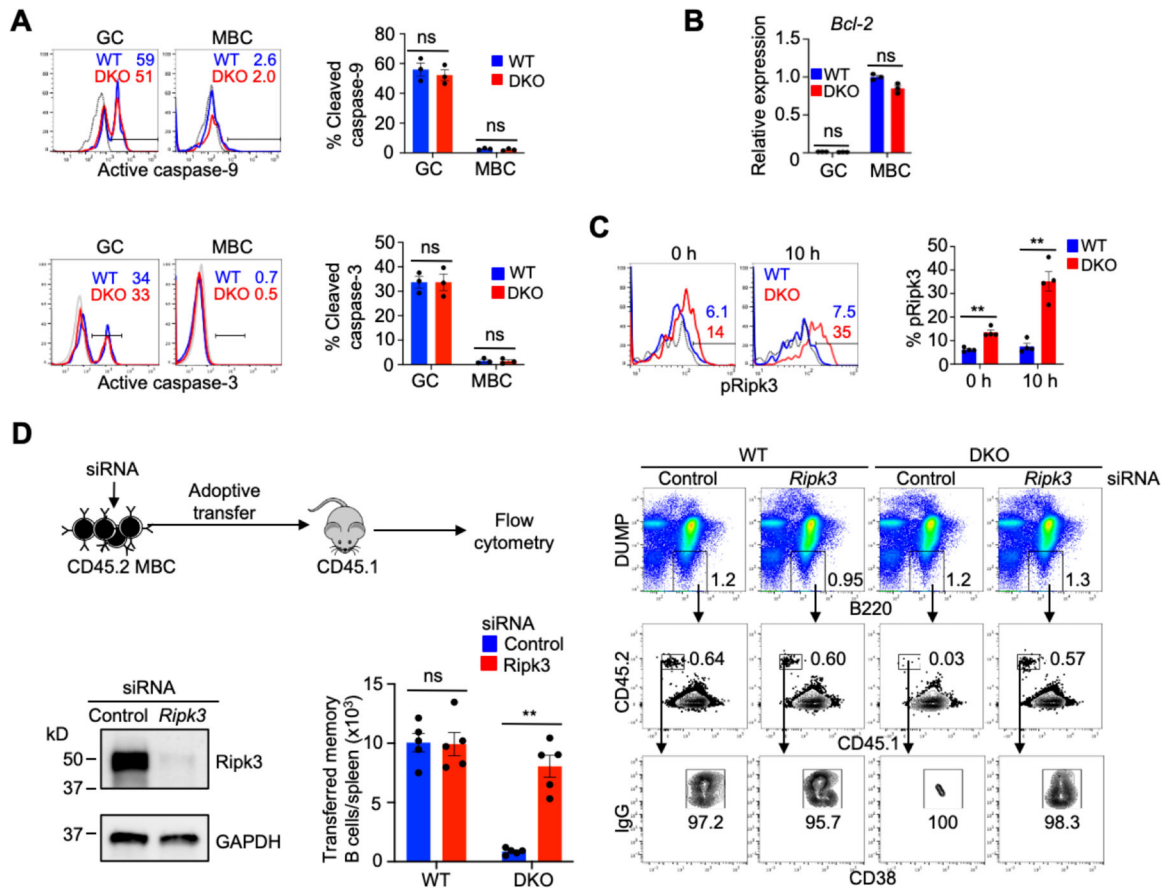 A
GC
MBC
WT 59
DKO 51
WT 2.6
DKO 2.0
Active caspase-9
% Cleaved caspase-9
80
60
40
20
0
ns
ns
WT
DKO
GC
MBC
GC
MBC
WT 34
DKO 33
WT 0.7
DKO 0.5
Active caspase-3
% Cleaved caspase-3
50
40
30
20
10
0
ns
ns
WT
DKO
GC
MBC
B
Bcl-2
WT
DKO
Relative expression
1.5
1.0
0.5
0
ns
ns
GC
MBC
C
0 h
10 h
WT
DKO
6.1
14
7.5
35
pRipk3
% pRipk3
50
40
30
20
10
0
**
**
WT
DKO
0 h
10 h
D
siRNA
Adoptive
transfer
Flow
cytometry
CD45.2 MBC
CD45.1
siRNA
Control
Ripk3
kD
50
37
Ripk3
37
GAPDH
siRNA
Control
Ripk3
Transferred memory
B cells/spleen (x10³)
15
10
5
0
ns
**
WT
DKO
WT
DKO
Control
Ripk3
Control
Ripk3
siRNA
DUMP
1.2
0.95
1.2
1.3
B220
CD45.2
0.64
0.60
0.03
0.57
CD45.1
IgG
97.2
95.7
100
98.3
CD38